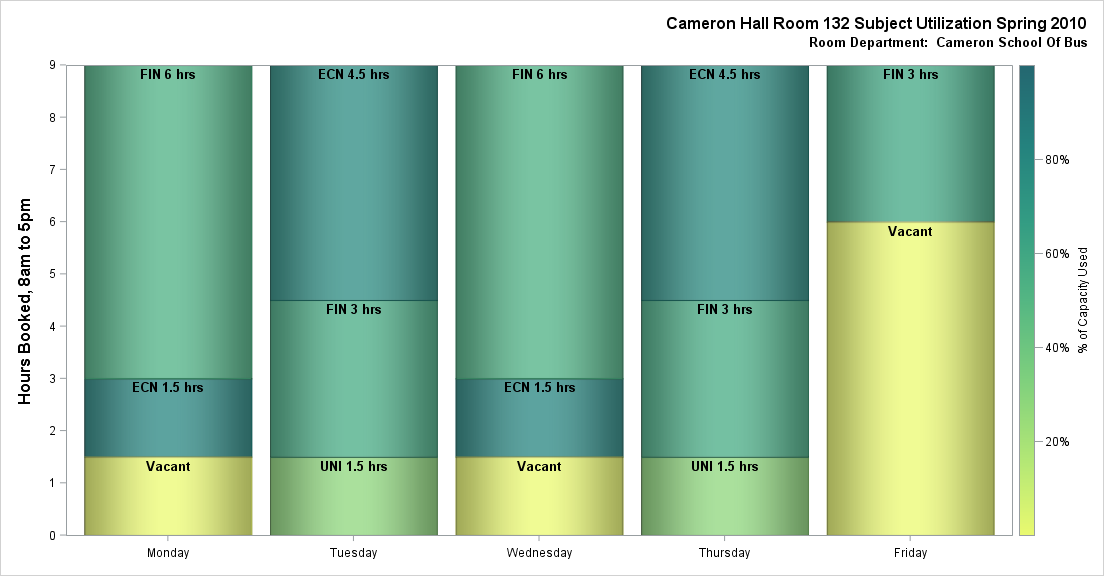 Cameron Hall Room 132 Subject Utilization Spring 2010
Room Department:  Cameron School Of Bus
Hours Booked, 8am to 5pm
9
8
7
6
5
4
3
2
1
0
FIN 6 hrs
ECN 1.5 hrs
Vacant
ECN 4.5 hrs
FIN 3 hrs
UNI 1.5 hrs
FIN 6 hrs
ECN 1.5 hrs
Vacant
ECN 4.5 hrs
FIN 3 hrs
UNI 1.5 hrs
FIN 3 hrs
Vacant
Monday
Tuesday
Wednesday
Thursday
Friday
80%
60%
40%
20%
% of Capacity Used